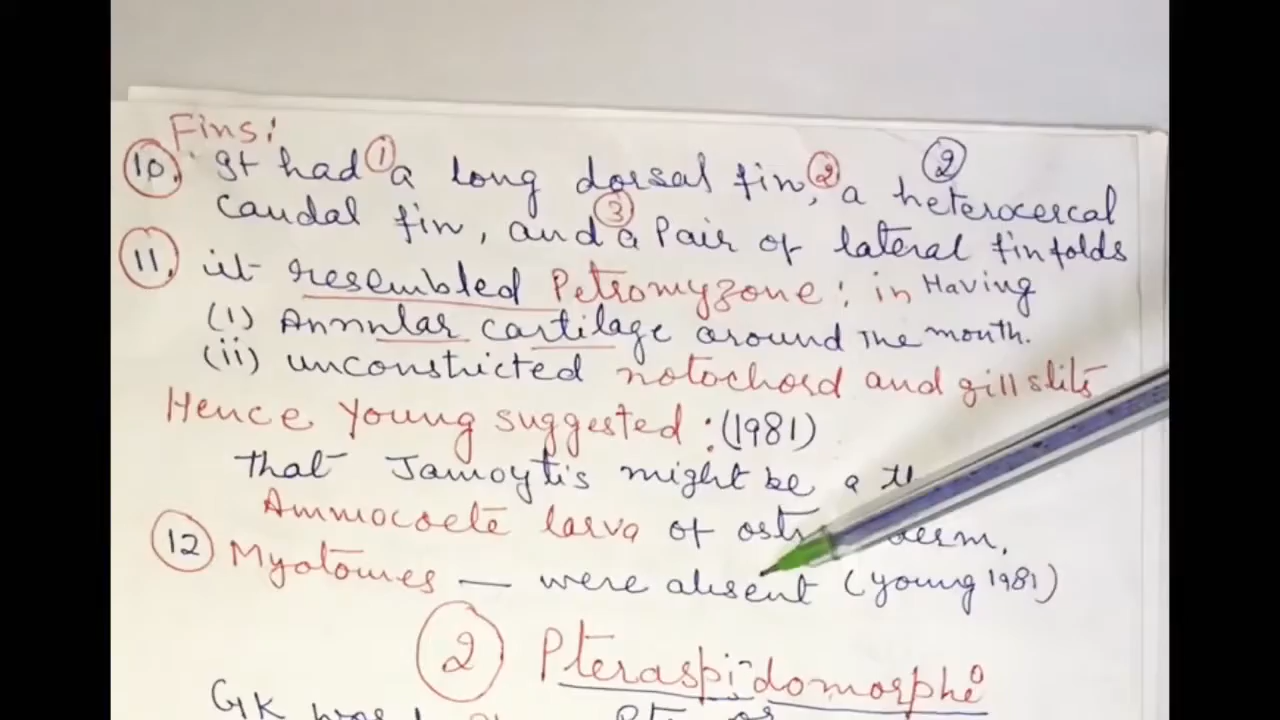 Fins:
10. It had ① a long dorsal fin, ② a heterocercal ②
caudal fin, and ③ a Pair of lateral finfolds
11. it resembled Petromyzone: in Having
(i) Annular cartilage around The mouth.
(ii) unconstricted notochord and gill slits
Hence Young suggested: (1981)
that Jamoytis might be a
Ammocoete larva of
12 Myotomes — were absent (Young 1981)
2 Pteraspidomorphi
GK